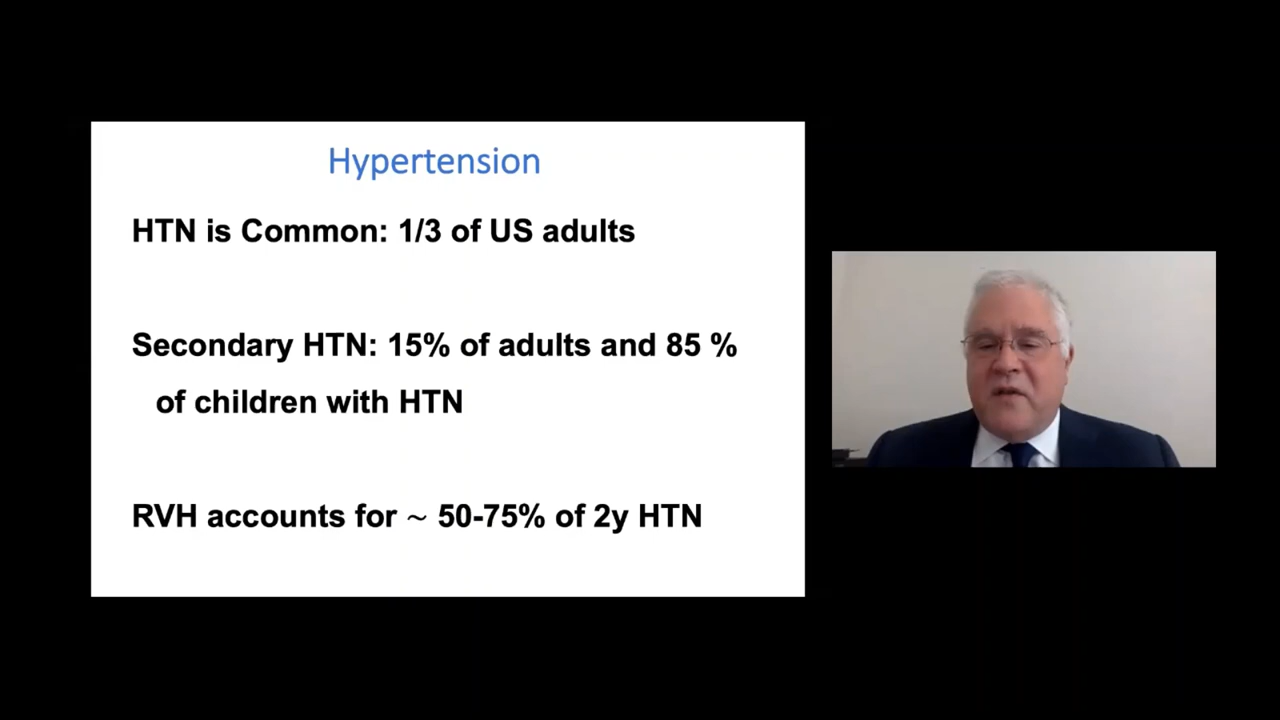 Hypertension
HTN is Common: 1/3 of US adults
Secondary HTN: 15% of adults and 85 %
of children with HTN
RVH accounts for ~ 50-75% of 2y HTN